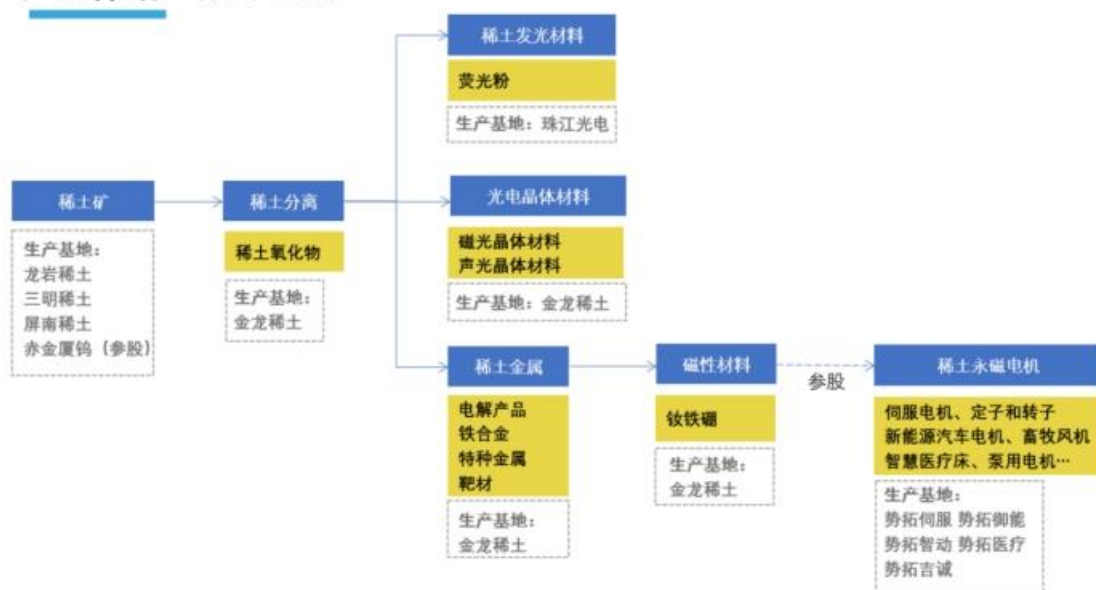 稀土发光材料
荧光粉
生产基地：珠江光电
稀土矿
生产基地：
龙岩稀土
三明稀土
屏南稀土
赤金厦钨（参股）
稀土分离
稀土氧化物
生产基地：
金龙稀土
光电晶体材料
磁光晶体材料
声光晶体材料
生产基地：金龙稀土
稀土金属
电解产品
铁合金
特种金属
靶材
生产基地：
金龙稀土
磁性材料
钕铁硼
生产基地：
金龙稀土
参股
稀土永磁电机
伺服电机、定子和转子
新能源汽车电机、畜牧风机
智慧医疗床、泵用电机…
生产基地：
势拓伺服 势拓御能
势拓智动 势拓医疗
势拓言诚